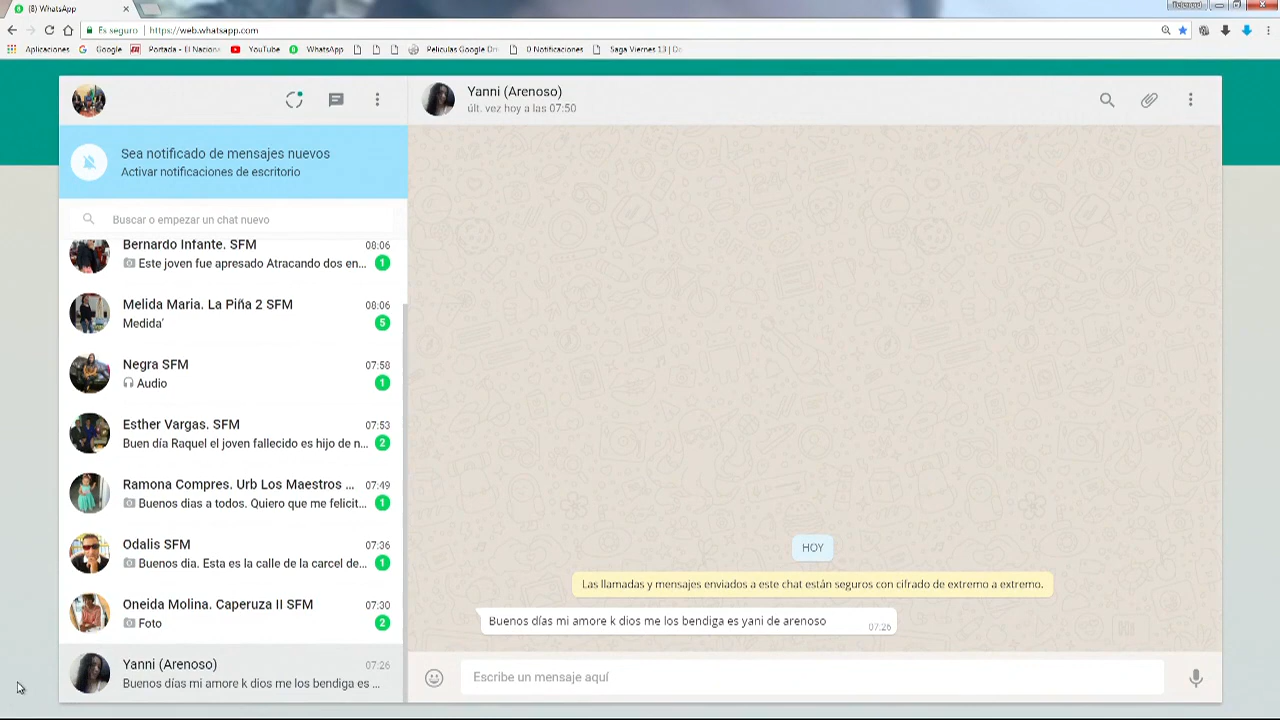 (8) WhatsApp
Es seguro | https://web.whatsapp.com
Aplicaciones Google Portada - El Naciona YouTube WhatsApp Peliculas Google Dri 0 Notificaciones Saga Viernes 13 | Do
Yanni (Arenoso)
últ. vez hoy a las 07:50
Sea notificado de mensajes nuevos
Activar notificaciones de escritorio
Buscar o empezar un chat nuevo
Bernardo Infante. SFM 08:06
Este joven fue apresado Atracando dos en... 1
Melida Maria. La Piña 2 SFM 08:06
Medida' 5
Negra SFM 07:58
Audio 1
Esther Vargas. SFM 07:53
Buen día Raquel el joven fallecido es hijo de n... 2
Ramona Compres. Urb Los Maestros ... 07:49
Buenos dias a todos. Quiero que me felicit... 1
Odalis SFM 07:36
Buenos dia. Esta es la calle de la carcel de... 1
Oneida Molina. Caperuza II SFM 07:30
Foto 2
Yanni (Arenoso) 07:26
Buenos días mi amore k dios me los bendiga es ...
HOY
Las llamadas y mensajes enviados a este chat están seguros con cifrado de extremo a extremo.
Buenos días mi amore k dios me los bendiga es yani de arenoso 07:26
Escribe un mensaje aquí